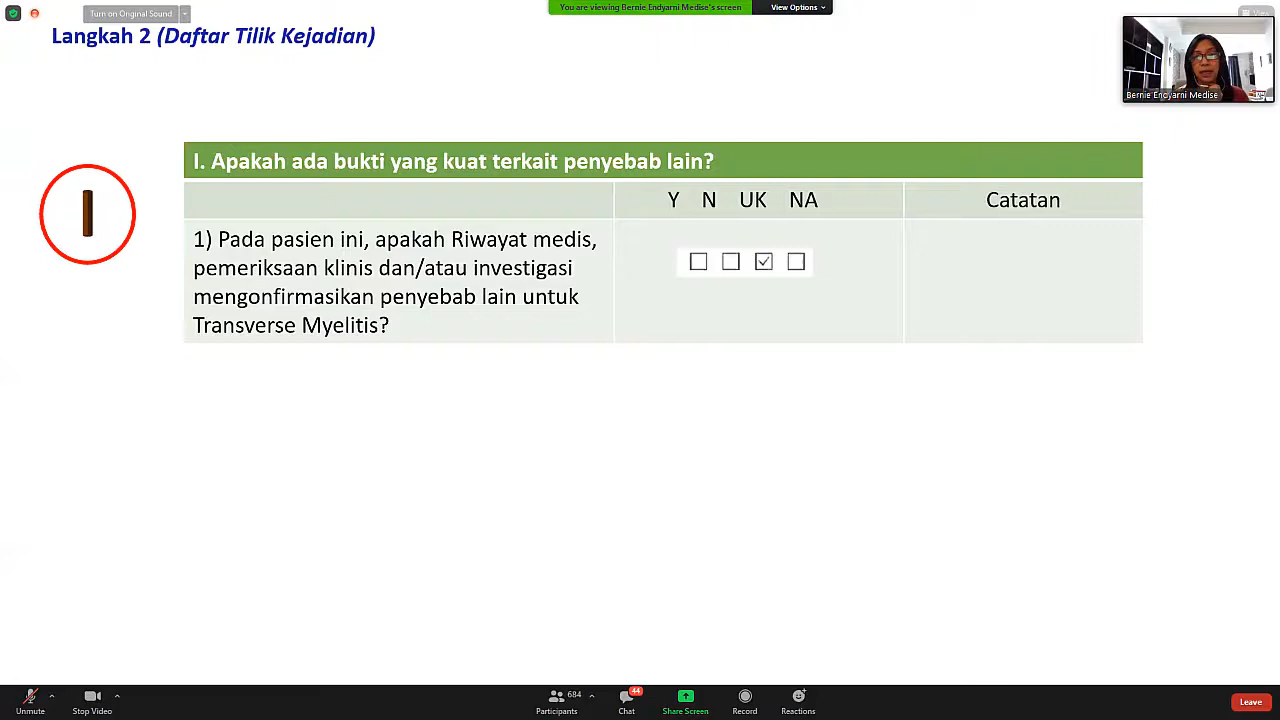 Turn on Original Sound
You are viewing Bernie Endyarni Medise's screen
View Options
View
Langkah 2 (Daftar Tilik Kejadian)
Bernie Endyarni Medise
I
I. Apakah ada bukti yang kuat terkait penyebab lain?
Y N UK NA
Catatan
1) Pada pasien ini, apakah Riwayat medis,
pemeriksaan klinis dan/atau investigasi
mengonfirmasikan penyebab lain untuk
Transverse Myelitis?
Unmute
Stop Video
684
Participants
44
Chat
Share Screen
Record
Reactions
Leave